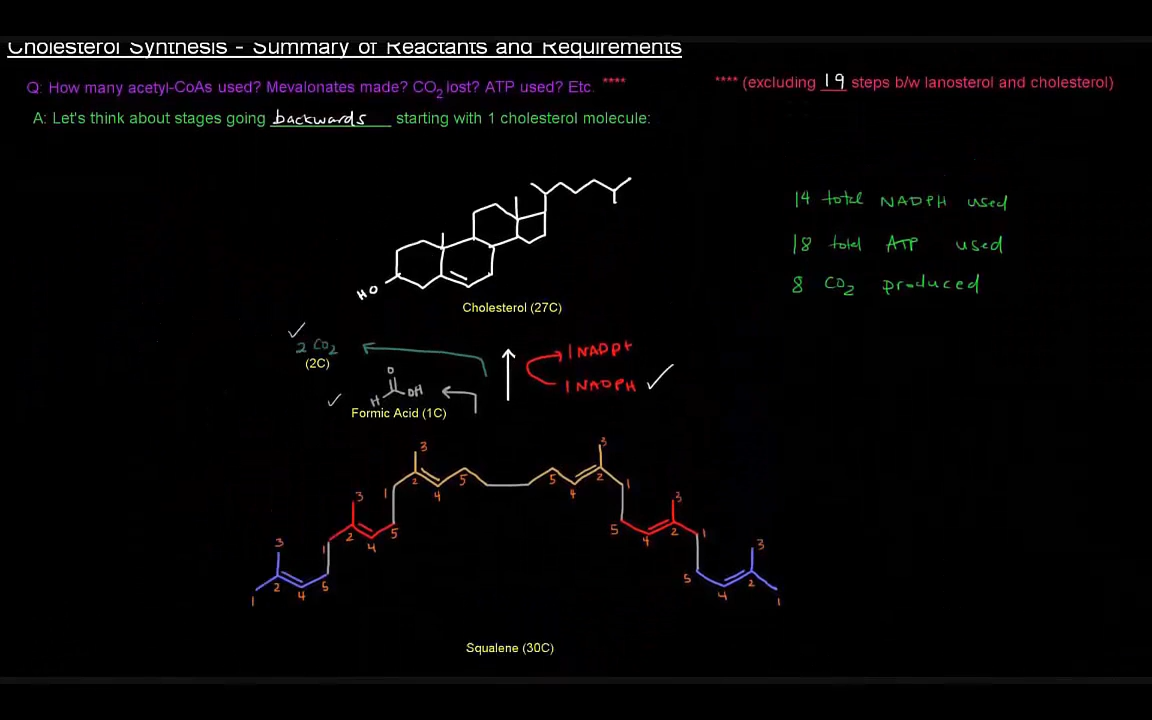 Cholesterol Synthesis - Summary of Reactants and Requirements
Q: How many acetyl-CoAs used? Mevalonates made? CO2 lost? ATP used? Etc. ****
**** (excluding 19 steps b/w lanosterol and cholesterol)
A: Let's think about stages going backwards starting with 1 cholesterol molecule:
14 total NADPH used
18 total ATP used
8 CO2 produced
HO
Cholesterol (27C)
2 CO2
(2C)
1 NADP+
1 NADPH
O
H OH
Formic Acid (1C)
3 3
5 5
2 4 4 2
1 1
3 3
2 4 5 5 4 2
1 1
3 3
2 4 5 5 4 2
1 1
Squalene (30C)